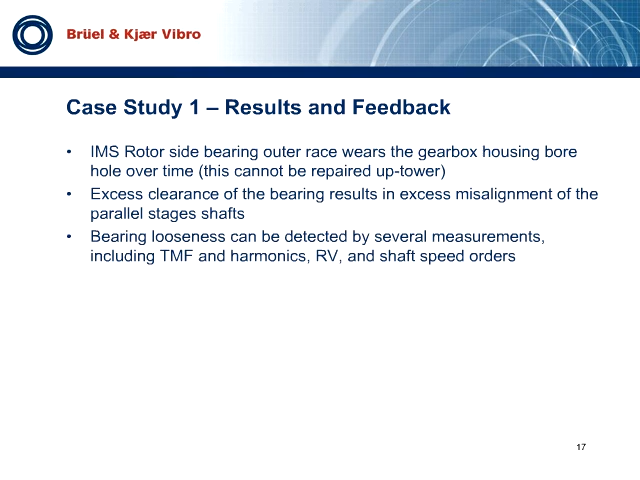 Brüel & Kjær Vibro
Case Study 1 – Results and Feedback
• IMS Rotor side bearing outer race wears the gearbox housing bore
hole over time (this cannot be repaired up-tower)
• Excess clearance of the bearing results in excess misalignment of the
parallel stages shafts
• Bearing looseness can be detected by several measurements,
including TMF and harmonics, RV, and shaft speed orders
17